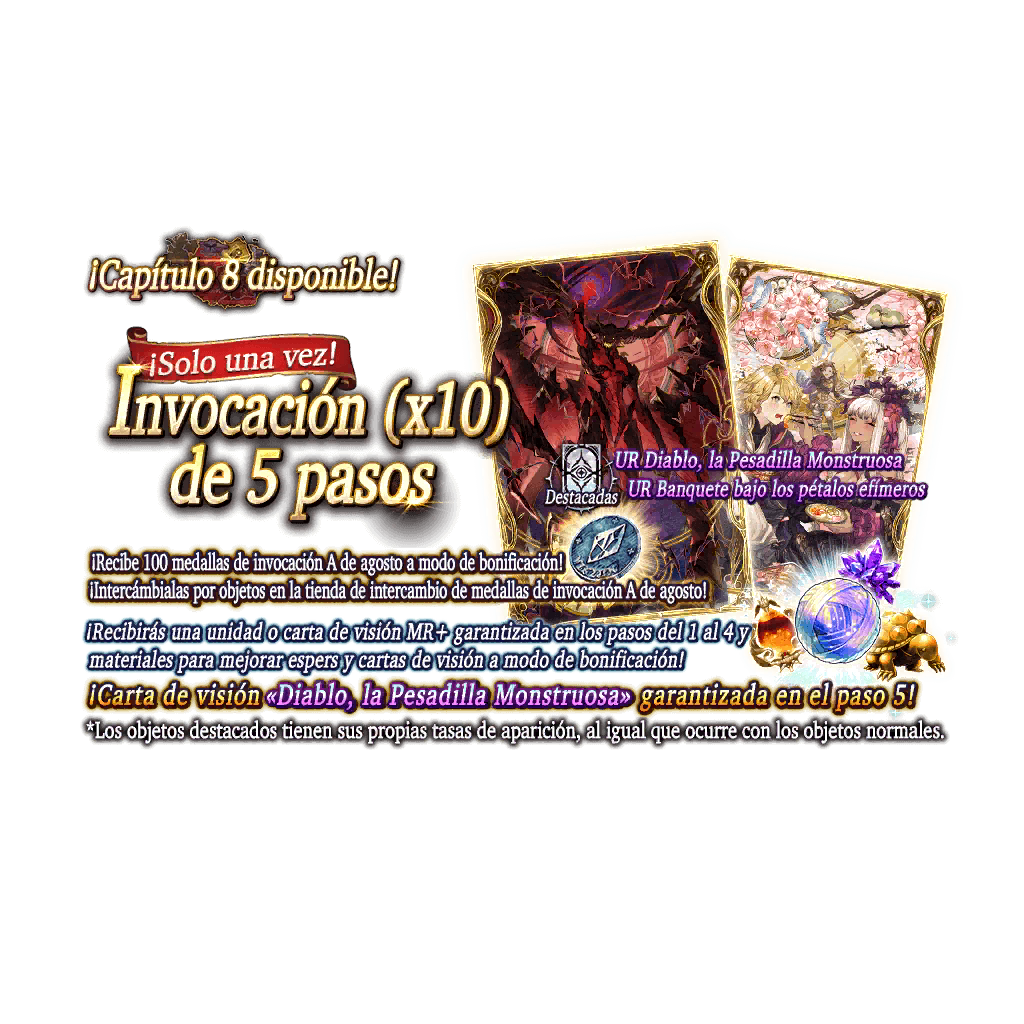 ¡Capítulo 8 disponible!
¡Solo una vez!
Invocación (x10)
de 5 pasos
Destacadas
UR Diablo, la Pesadilla Monstruosa
UR Banquete bajo los pétalos efímeros
¡Recibe 100 medallas de invocación A de agosto a modo de bonificación!
¡Intercámbialas por objetos en la tienda de intercambio de medallas de invocación A de agosto!
¡Recibirás una unidad o carta de visión MR+ garantizada en los pasos del 1 al 4 y
materiales para mejorar espers y cartas de visión a modo de bonificación!
¡Carta de visión «Diablo, la Pesadilla Monstruosa» garantizada en el paso 5!
*Los objetos destacados tienen sus propias tasas de aparición, al igual que ocurre con los objetos normales.